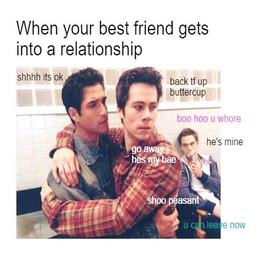 When your best friend gets
into a relationship
shhhh its ok
back tf up
buttercup
boo hoo u whore
he's mine
go away
hes my bae
shoo peasant
u can leave now